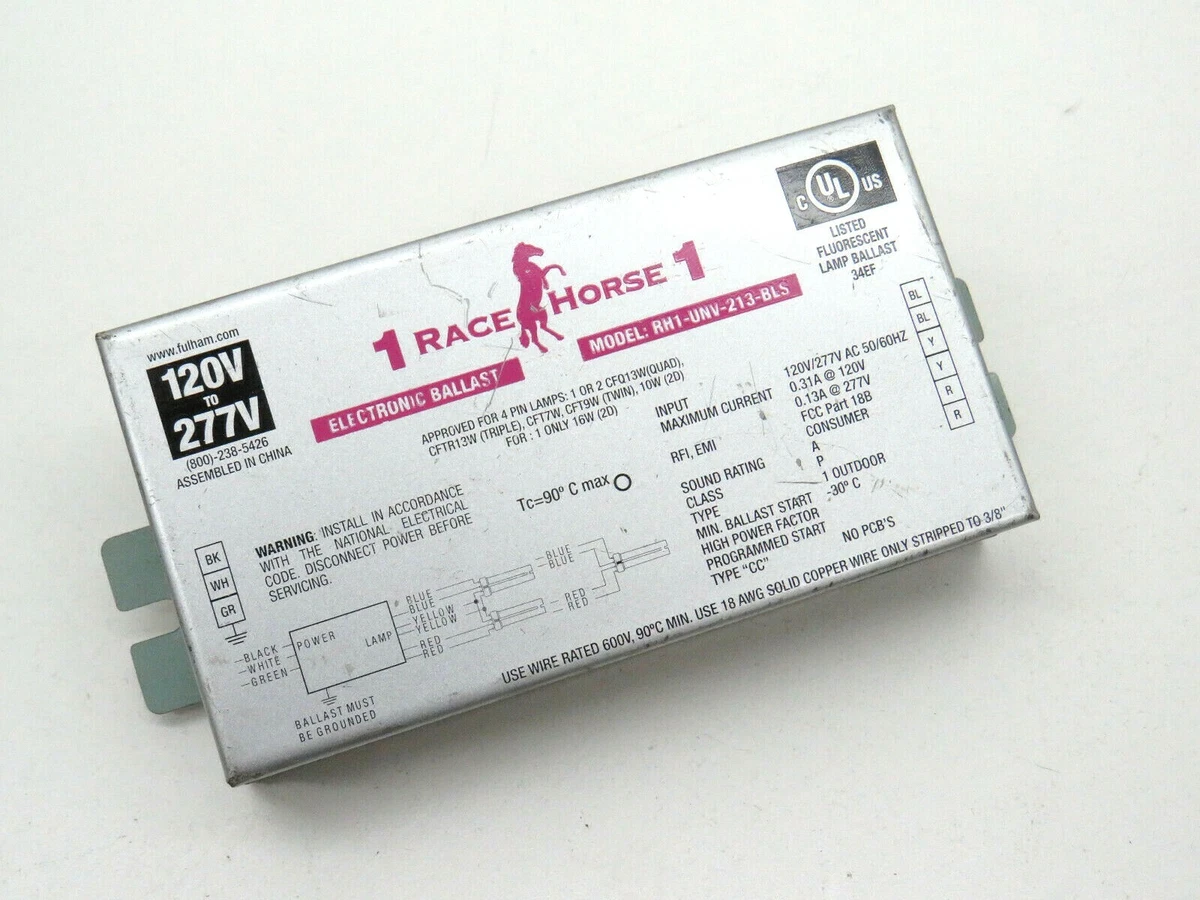 www.fulham.com
120V
TO
277V
(800)-238-5426
ASSEMBLED IN CHINA
1 RACE HORSE 1
ELECTRONIC BALLAST
MODEL: RH1-UNV-213-BLS
APPROVED FOR 4 PIN LAMPS: 1 OR 2 CFQ13W(QUAD),
CFTR13W (TRIPLE), CFT7W, CFT9W (TWIN), 10W (2D)
FOR : 1 ONLY 16W (2D)
C UL US
®
LISTED
FLUORESCENT
LAMP BALLAST
34EF
BL
BL
Y
Y
R
R
INPUT 120V/277V AC 50/60HZ
MAXIMUM CURRENT 0.31A @ 120V
0.13A @ 277V
RFI, EMI FCC Part 18B
CONSUMER
SOUND RATING A
CLASS P
TYPE 1 OUTDOOR
MIN. BALLAST START -30° C
HIGH POWER FACTOR
PROGRAMMED START
TYPE "CC" NO PCB'S
Tc=90° C max
WARNING: INSTALL IN ACCORDANCE
WITH THE NATIONAL ELECTRICAL
CODE. DISCONNECT POWER BEFORE
SERVICING.
BK
WH
GR
BLACK
WHITE
GREEN
POWER
LAMP
BLUE
BLUE
YELLOW
YELLOW
RED
RED
BLUE
BLUE
RED
RED
BALLAST MUST
BE GROUNDED
USE WIRE RATED 600V, 90°C MIN. USE 18 AWG SOLID COPPER WIRE ONLY STRIPPED TO 3/8"